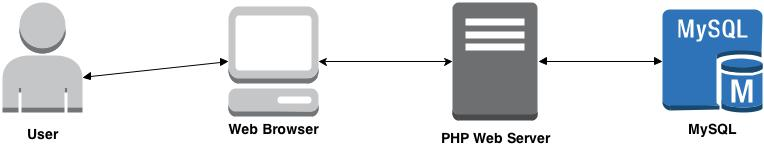 MySQL
M
User
Web Browser
PHP Web Server
MySQL